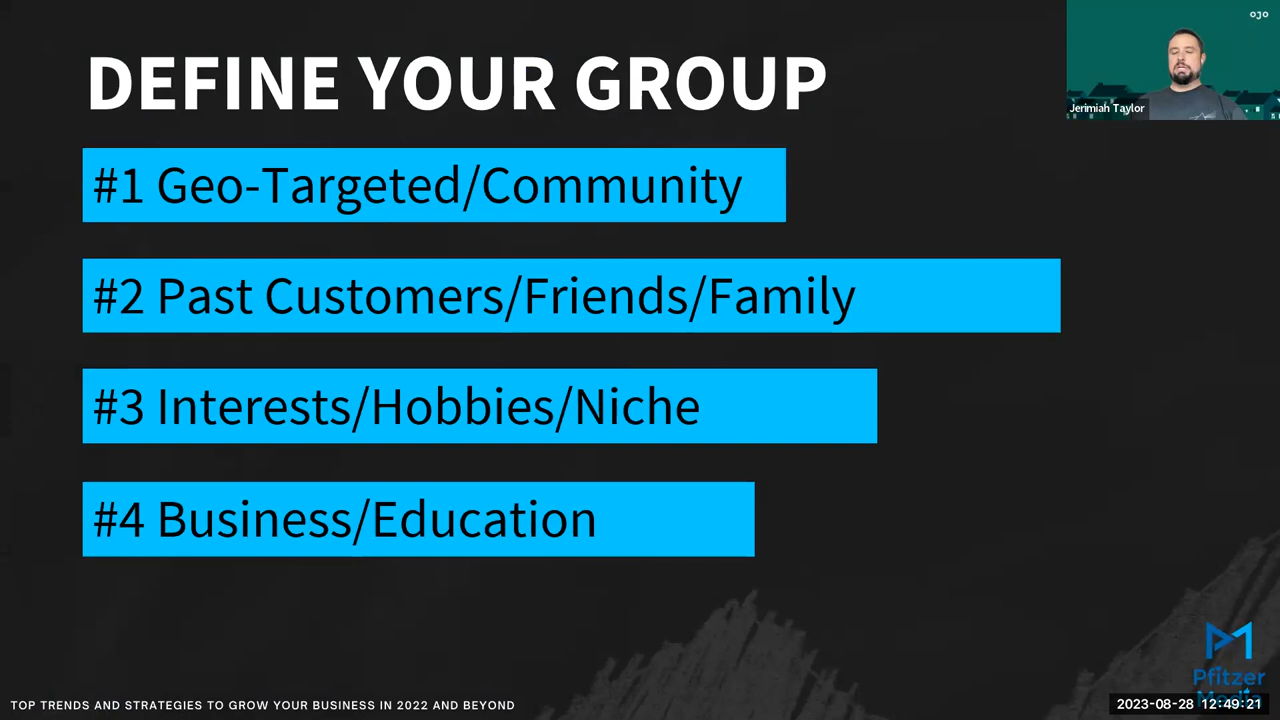 DEFINE YOUR GROUP
ojo
Jerimiah Taylor
#1 Geo-Targeted/Community
#2 Past Customers/Friends/Family
#3 Interests/Hobbies/Niche
#4 Business/Education
Pfitzer
Media
TOP TRENDS AND STRATEGIES TO GROW YOUR BUSINESS IN 2022 AND BEYOND
2023-08-28 12:49:21